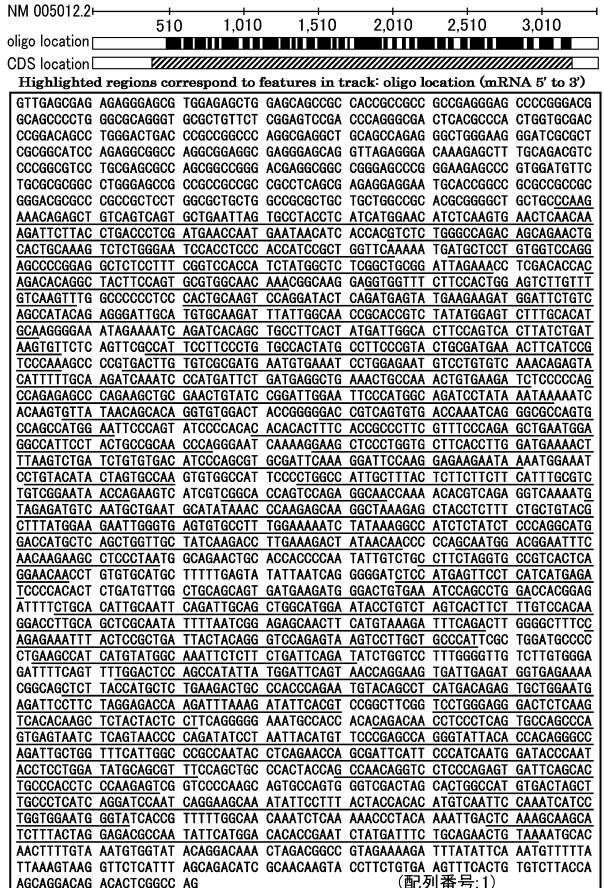 NM 005012.2
510 1,010 1,510 2,010 2,510 3,010
oligo location
CDS location
Highlighted regions correspond to features in track: oligo location (mRNA 5' to 3')
GTTGAGCGAG AGAGGGAGCG TGGAGAGCTG GAGCAGCCGC CACCGCCGCC GCCGAGGGAG CCCCGGGACG
GCAGCCCCTG GGCGCAGGGT GCGCTGTTCT CGGAGTCCGA CCCAGGGCGA CTCACGCCCA CTGGTGCGAC
CCGGACAGCC TGGGACTGAC CCGCCGGCCC AGGCGAGGCT GCAGCCAGAG GGCTGGGAAG GGATCGCGCT
CGCGGCATCC AGAGGCGGCC AGGCGGAGGC GAGGGAGCAG GTTAGAGGGA CAAAGAGCTT TGCAGACGTC
CCCGGCGTCC TGCGAGCGCC AGCGGCCGGG ACGAGGCGGC CGGGAGCCCG GGAAGAGCCC GTGGATGTTC
TGCGCGCGGC CTGGGAGCCG CCGCCGCCGC CGCCTCAGCG AGAGGAGGAA TGCACCGGCC GCGCCGCCGC
GGGACGCGCC CGCCGCTCCT GCCGCTGCTG GCCGCGCTGC TGCTGGCCGC ACGCGGGGCT GCTGCCCAAG
AAACAGAGCT GTCAGTCAGT GCTGAATTAG TGCCTACCTC ATCATGGAAC ATCTCAAGTG AACTCAACAA
AGATTCTTAC CTGACCCTCG ATGAACCAAT GAATAACATC ACCACGTCTC TGGGCCAGAC AGCAGAACTG
CACTGCAAAG TCTCTGGGAA TCCACCTCCC ACCATCCGCT GGTTCAAAAA TGATGCTCCT GTGGTCCAGG
AGCCCCGGAG GCTCTCCTTT CGGTCCACCA TCTATGGCTC TCGGCTGCGG ATTAGAAACC TCGACACCAC
AGACACAGGC TACTTCCAGT GCGTGGCAAC AAACGGCAAG GAGGTGGTTT CTTCCACTGG AGTCTTGTTT
GTCAAGTTTG GCCCCCCTCC CACTGCAAGT CCAGGATACT CAGATGAGTA TGAAGAAGAT GGATTCTGTC
AGCCATACAG AGGGATTGCA TGTGCAAGAT TTATTGGCAA CCGCACCGTC TATATGGAGT CTTTGCACAT
GCAAGGGGAA ATAGAAAATC AGATCACAGC TGCCTTCACT ATGATTGGCA CTTCCAGTCA CTTATCTGAT
AAGTGTTCTC AGTTCGCCAT TCCTTCCCTG TGCCACTATG CCTTCCCGTA CTGCGATGAA ACTTCATCCG
TCCCAAAGCC CCGTGACTTG TGTCGCGATG AATGTGAAAT CCTGGAGAAT GTCCTGTGTC AAACAGAGTA
CATTTTTGCA AGATCAAATC CCATGATTCT GATGAGGCTG AAACTGCCAA ACTGTGAAGA TCTCCCCCAG
CCAGAGAGCC CAGAAGCTGC GAACTGTATC CGGATTGGAA TTCCCATGGC AGATCCTATA AATAAAAATC
ACAAGTGTTA TAACAGCACA GGTGTGGACT ACCGGGGGAC CGTCAGTGTG ACCAAATCAG GGCGCCAGTG
CCAGCCATGG AATTCCCAGT ATCCCCACAC ACACACTTTC ACCGCCCTTC GTTTCCCAGA GCTGAATGGA
GGCCATTCCT ACTGCCGCAA CCCAGGGAAT CAAAAGGAAG CTCCCTGGTG CTTCACCTTG GATGAAAACT
TTAAGTCTGA TCTGTGTGAC ATCCCAGCGT GCGATTCAAA GGATTCCAAG GAGAAGAATA AAATGGAAAT
CCTGTACATA CTAGTGCCAA GTGTGGCCAT TCCCCTGGCC ATTGCTTTAC TCTTCTTCTT CATTTGCGTC
TGTCGGAATA ACCAGAAGTC ATCGTCGGCA CCAGTCCAGA GGCAACCAAA ACACGTCAGA GGTCAAAATG
TAGAGATGTC AATGCTGAAT GCATATAAAC CCAAGAGCAA GGCTAAAGAG CTACCTCTTT CTGCTGTACG
CTTTATGGAA GAATTGGGTG AGTGTGCCTT TGGAAAAATC TATAAAGGCC ATCTCTATCT CCCAGGCATG
GACCATGCTC AGCTGGTTGC TATCAAGACC TTGAAAGACT ATAACAACCC CCAGCAATGG ACGGAATTTC
AACAAGAAGC CTCCCTAATG GCAGAACTGC ACCACCCCAA TATTGTCTGC CTTCTAGGTG CCGTCACTCA
GGAACAACCT GTGTGCATGC TTTTTGAGTA TATTAATCAG GGGGATCTCC ATGAGTTCCT CATCATGAGA
TCCCCACACT CTGATGTTGG CTGCAGCAGT GATGAAGATG GGACTGTGAA ATCCAGCCTG GACCACGGAG
ATTTTCTGCA CATTGCAATT CAGATTGCAG CTGGCATGGA ATACCTGTCT AGTCACTTCT TTGTCCACAA
GGACCTTGCA GCTCGCAATA TTTTAATCGG AGAGCAACTT CATGTAAAGA TTTCAGACTT GGGGCTTTCC
AGAGAAATTT ACTCCGCTGA TTACTACAGG GTCCAGAGTA AGTCCTTGCT GCCCATTCGC TGGATGCCCC
CTGAAGCCAT CATGTATGGC AAATTCTCTT CTGATTCAGA TATCTGGTCC TTTGGGGTTG TCTTGTGGGA
GATTTTCAGT TTTGGACTCC AGCCATATTA TGGATTCAGT AACCAGGAAG TGATTGAGAT GGTGAGAAAA
CGGCAGCTCT TACCATGCTC TGAAGACTGC CCACCCAGAA TGTACAGCCT CATGACAGAG TGCTGGAATG
AGATTCCTTC TAGGAGACCA AGATTTAAAG ATATTCACGT CCGGCTTCGG TCCTGGGAGG GACTCTCAAG
TCACACAAGC TCTACTACTC CTTCAGGGGG AAATGCCACC ACACAGACAA CCTCCCTCAG TGCCAGCCCA
GTGAGTAATC TCAGTAACCC CAGATATCCT AATTACATGT TCCCGAGCCA GGGTATTACA CCACAGGGCC
AGATTGCTGG TTTCATTGGC CCGCCAATAC CTCAGAACCA GCGATTCATT CCCATCAATG GATACCCAAT
ACCTCCTGGA TATGCAGCGT TTCCAGCTGC CCACTACCAG CCAACAGGTC CTCCCAGAGT GATTCAGCAC
TGCCCACCTC CCAAGAGTCG GTCCCCAAGC AGTGCCAGTG GGTCGACTAG CACTGGCCAT GTGACTAGCT
TGCCCTCATC AGGATCCAAT CAGGAAGCAA ATATTCCTTT ACTACCACAC ATGTCAATTC CAAATCATCC
TGGTGGAATG GGTATCACCG TTTTTGGCAA CAAATCTCAA AAACCCTACA AAATTGACTC AAAGCAAGCA
TCTTTACTAG GAGACGCCAA TATTCATGGA CACACCGAAT CTATGATTTC TGCAGAACTG TAAAATGCAC
AACTTTTGTA AATGTGGTAT ACAGGACAAA CTAGACGGCC GTAGAAAAGA TTTATATTCA AATGTTTTTA
TTAAAGTAAG GTTCTCATTT AGCAGACATC GCAACAAGTA CCTTCTGTGA AGTTTCACTG TGTCTTACCA
AGCAGGACAG ACACTCGGCC AG (配列番号:1)